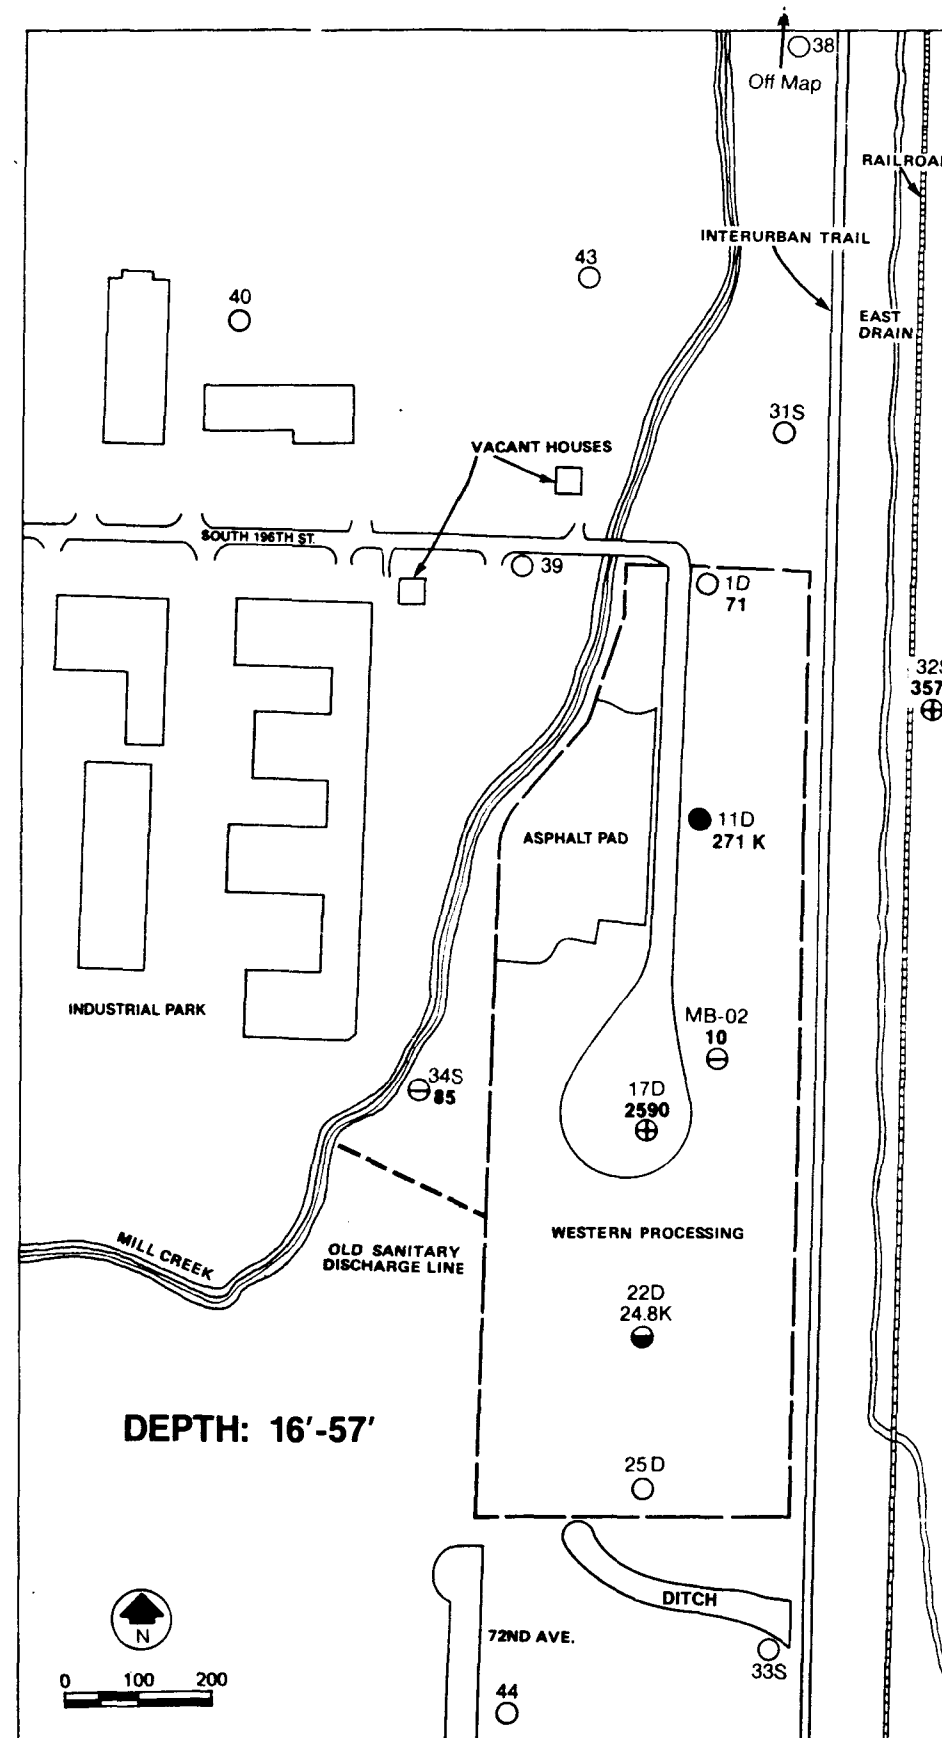 38
Off Map
RAILROAD
INTERURBAN TRAIL
43
40
EAST
DRAIN
31S
VACANT HOUSES
SOUTH 196TH ST.
39
1D
71
32S
357
11D
271 K
ASPHALT PAD
INDUSTRIAL PARK
MB-02
10
34S
85
17D
2590
MILL CREEK
OLD SANITARY
DISCHARGE LINE
WESTERN PROCESSING
22D
24.8K
DEPTH: 16'-57'
25D
DITCH
N
72ND AVE.
33S
0 100 200
44